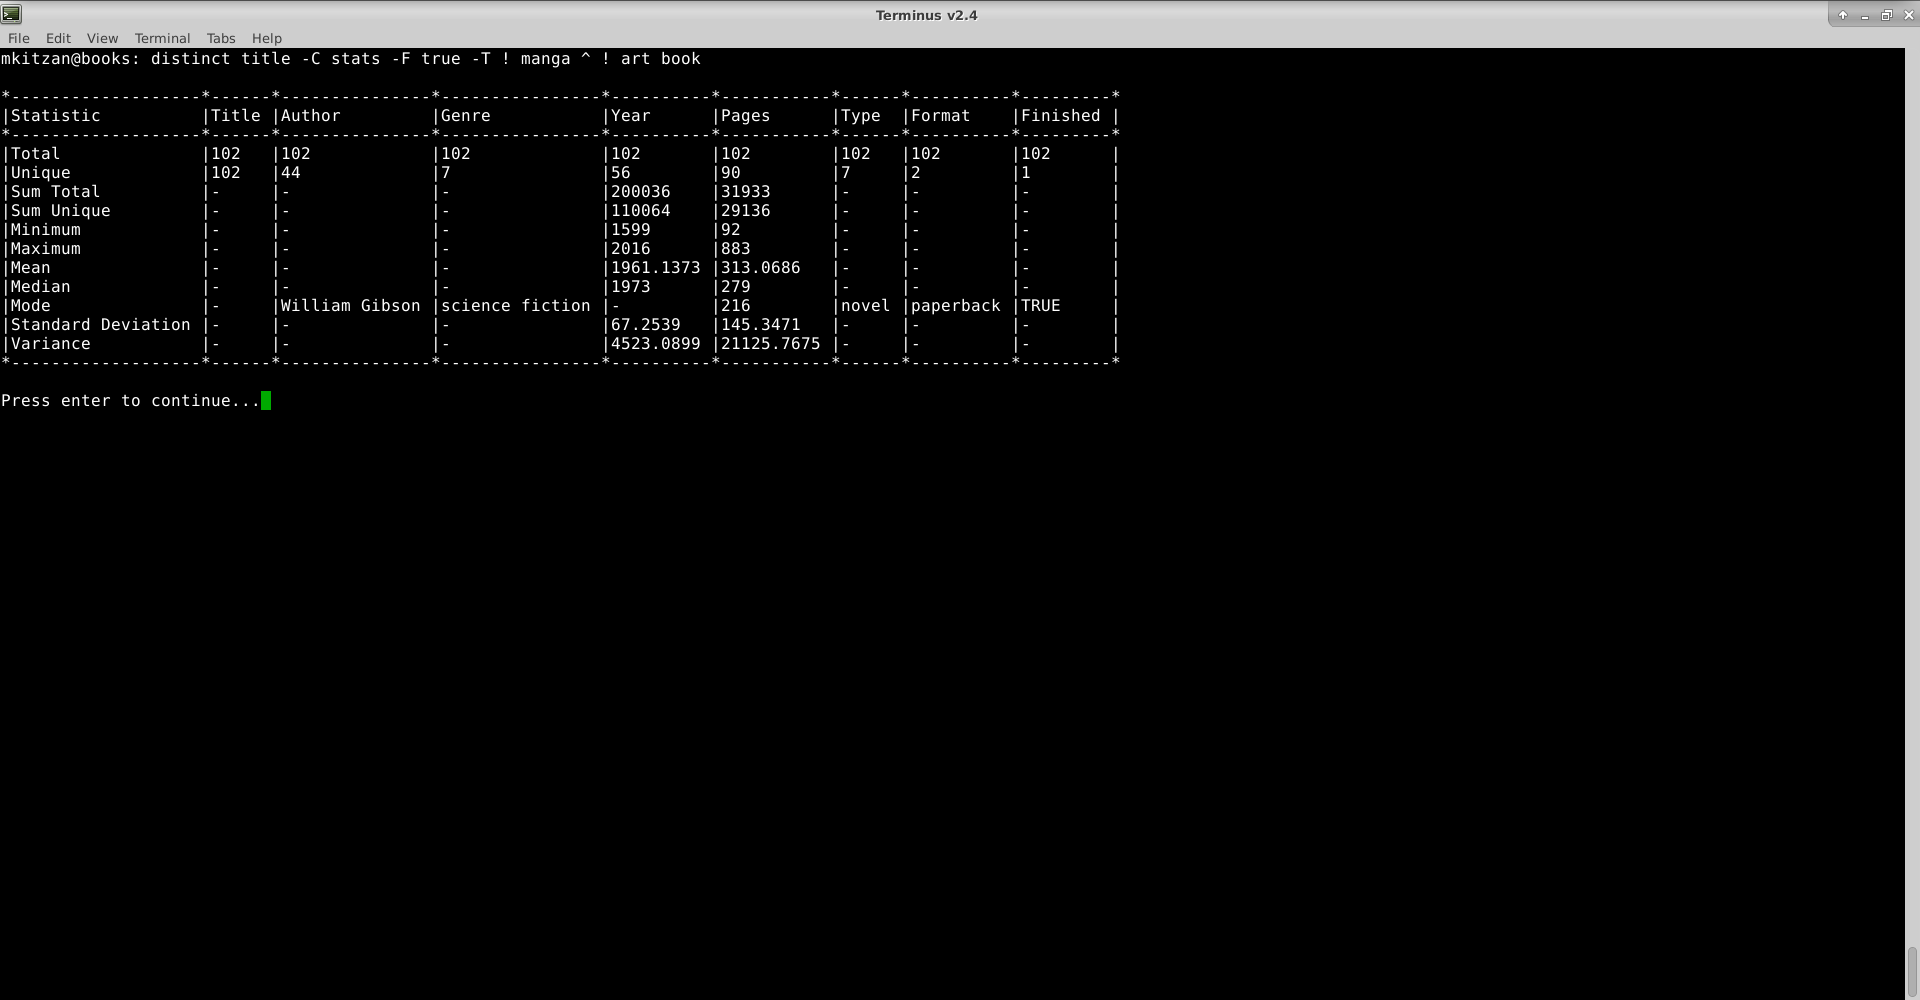 Terminus v2.4
File Edit View Terminal Tabs Help
mkitzan@books: distinct title -C stats -F true -T ! manga ^ ! art book
*-------------------*------*---------------*----------------*----------*-----------*------*----------*---------*
|Statistic          |Title |Author         |Genre           |Year      |Pages      |Type  |Format    |Finished |
*-------------------*------*---------------*----------------*----------*-----------*------*----------*---------*
|Total              |102   |102            |102             |102       |102        |102   |102       |102      |
|Unique             |102   |44             |7               |56        |90         |7     |2         |1        |
|Sum Total          |-     |-              |-               |200036    |31933      |-     |-         |-        |
|Sum Unique         |-     |-              |-               |110064    |29136      |-     |-         |-        |
|Minimum            |-     |-              |-               |1599      |92         |-     |-         |-        |
|Maximum            |-     |-              |-               |2016      |883        |-     |-         |-        |
|Mean               |-     |-              |-               |1961.1373 |313.0686   |-     |-         |-        |
|Median             |-     |-              |-               |1973      |279        |-     |-         |-        |
|Mode               |-     |William Gibson |science fiction |-         |216        |novel |paperback |TRUE     |
|Standard Deviation |-     |-              |-               |67.2539   |145.3471   |-     |-         |-        |
|Variance           |-     |-              |-               |4523.0899 |21125.7675 |-     |-         |-        |
*-------------------*------*---------------*----------------*----------*-----------*------*----------*---------*
Press enter to continue...